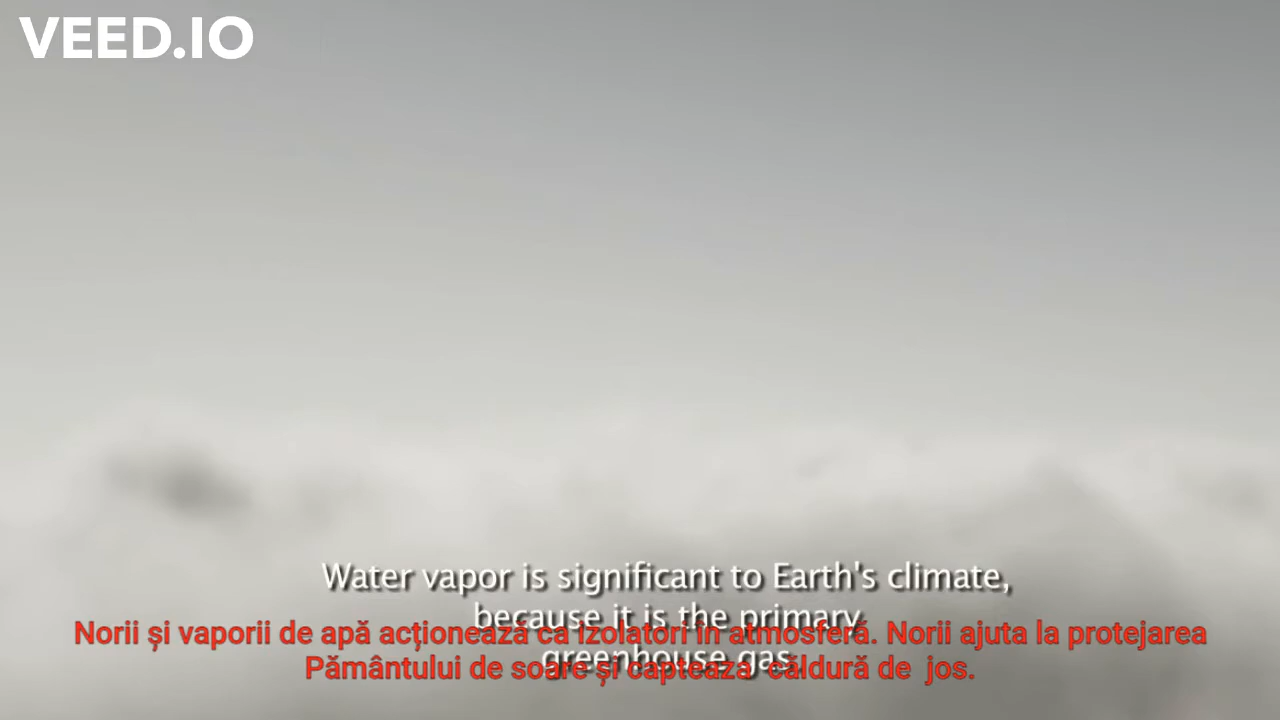 VEED.IO
Water vapor is significant to Earth's climate,
because it is the primary
Norii și vaporii de apă acționează ca izolatori în atmosferă. Norii ajuta la protejarea
greenhouse gas.
Pământului de soare și captează căldură de jos.